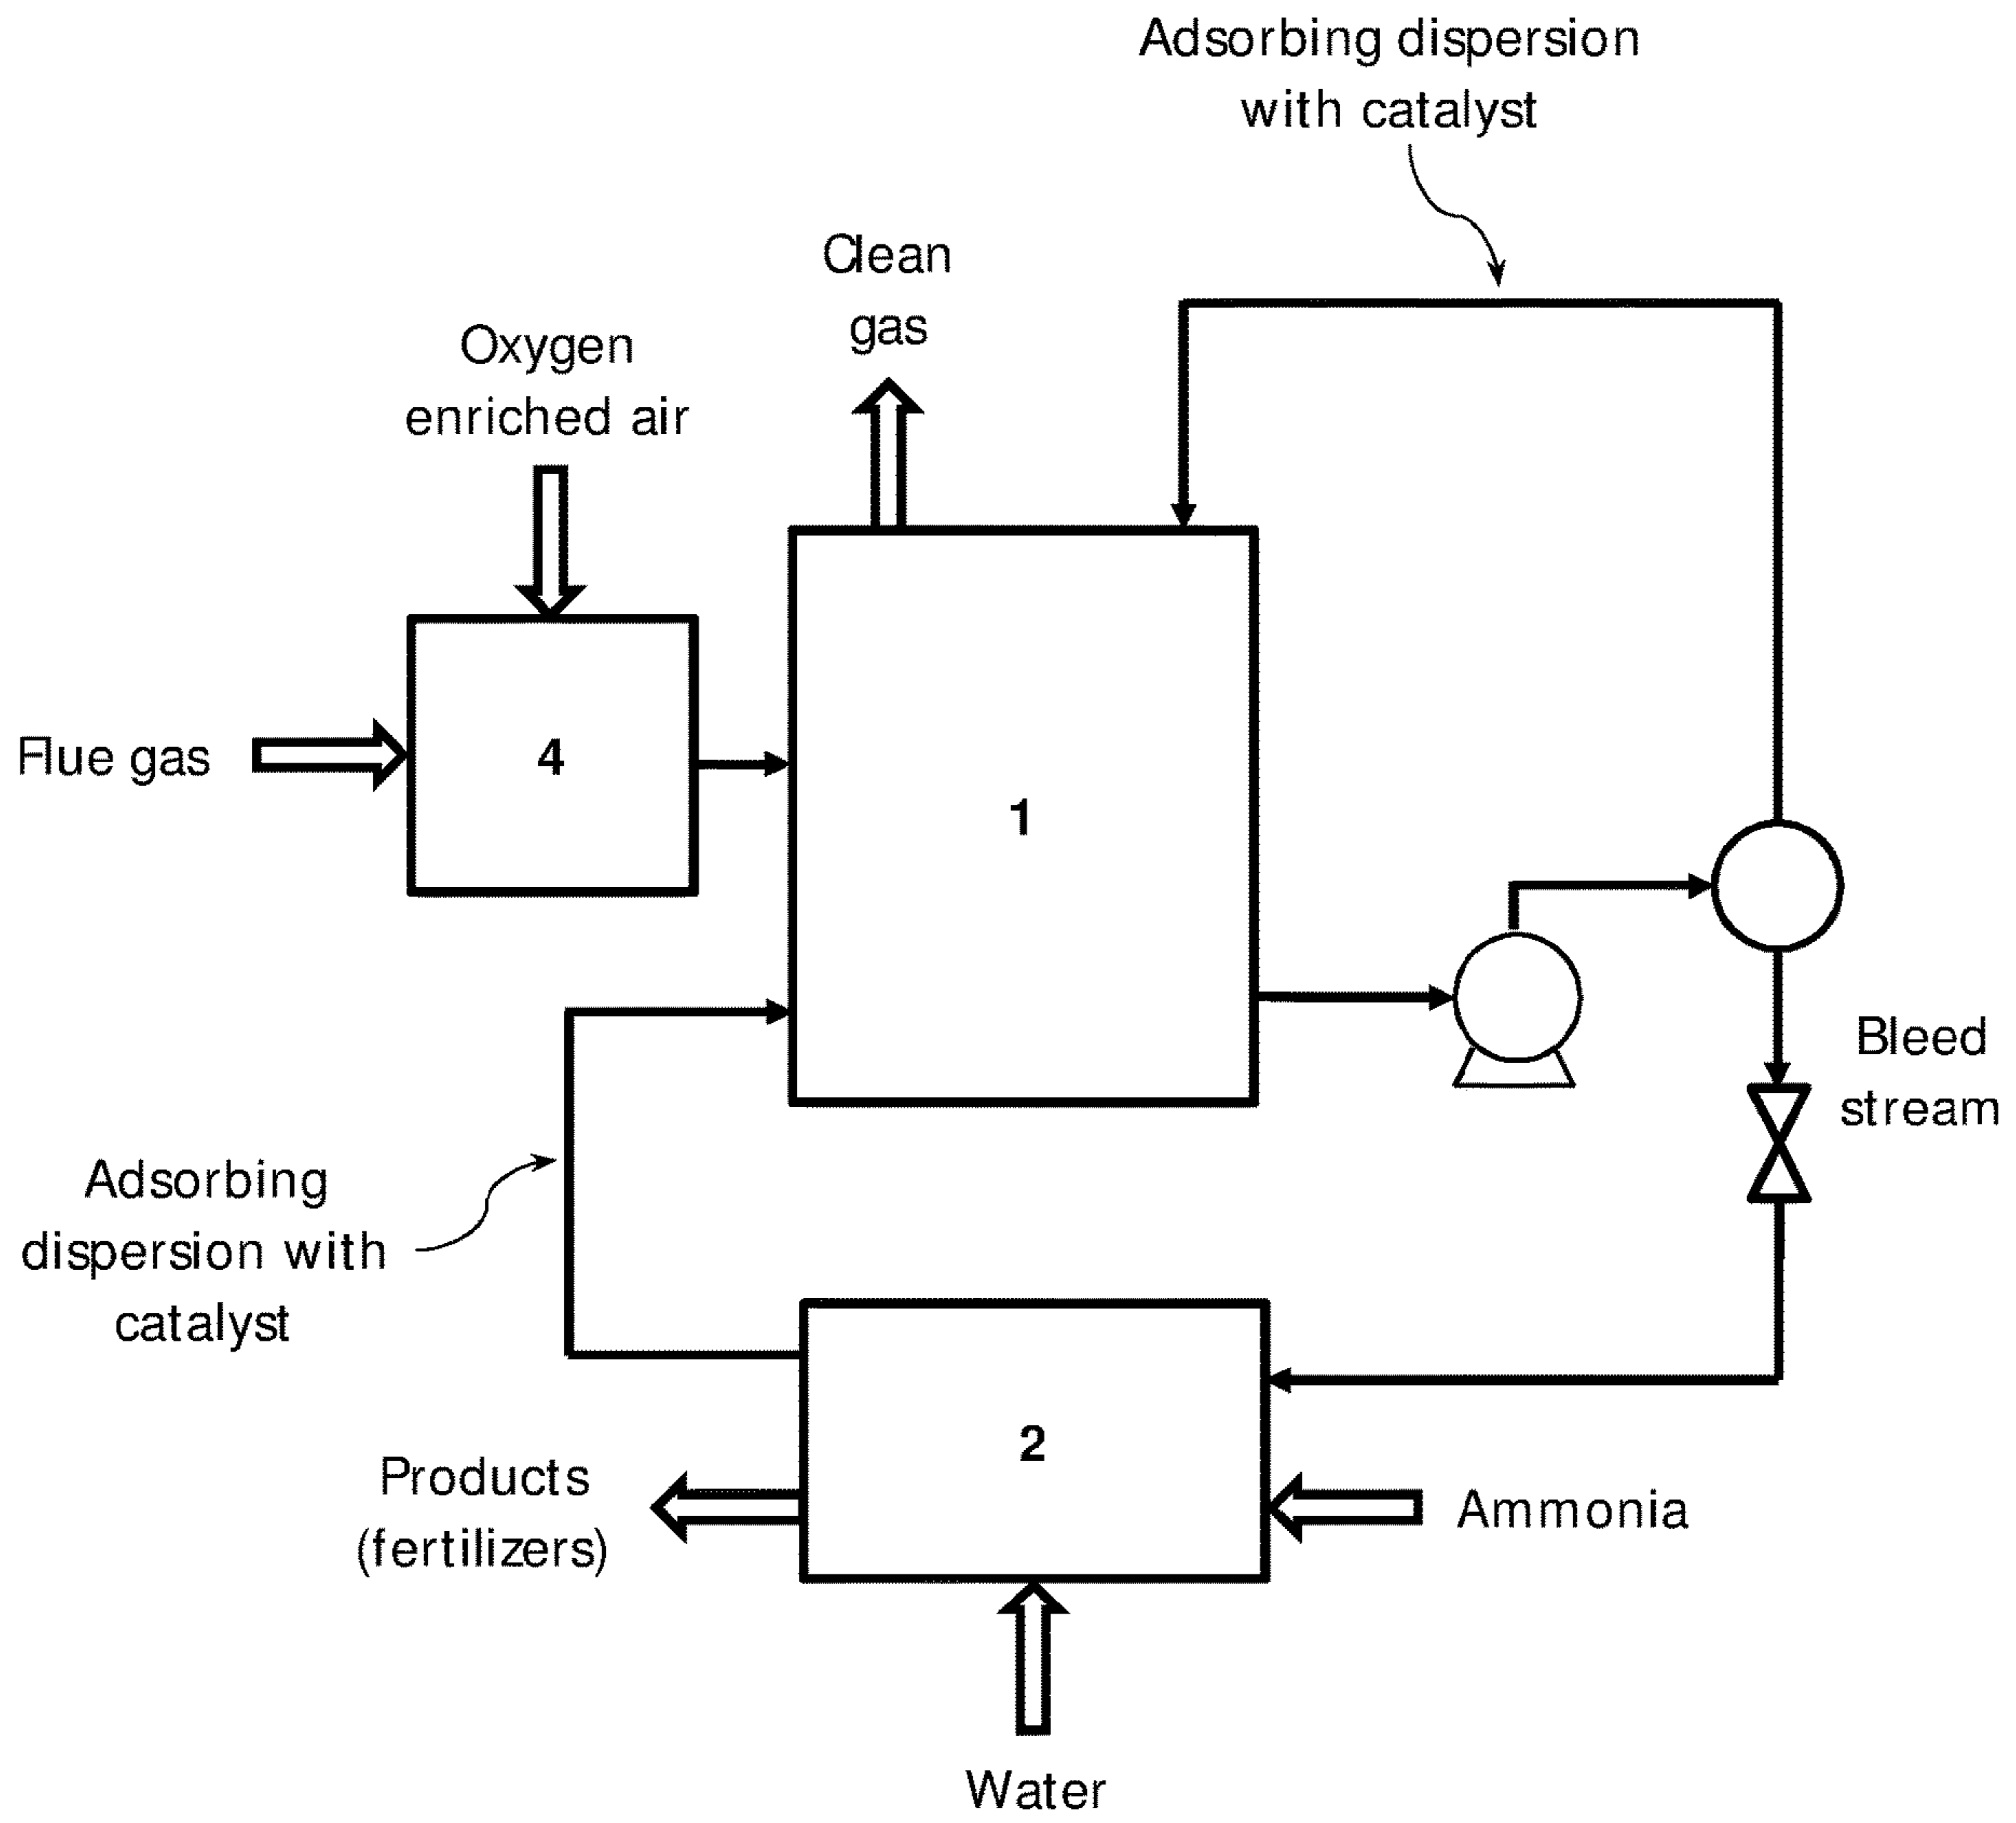 Adsorbing dispersion
with catalyst
Clean
gas
Oxygen
enriched air
Flue gas
4
1
Bleed
stream
Adsorbing
dispersion with
catalyst
2
Products
(fertilizers)
Ammonia
Water